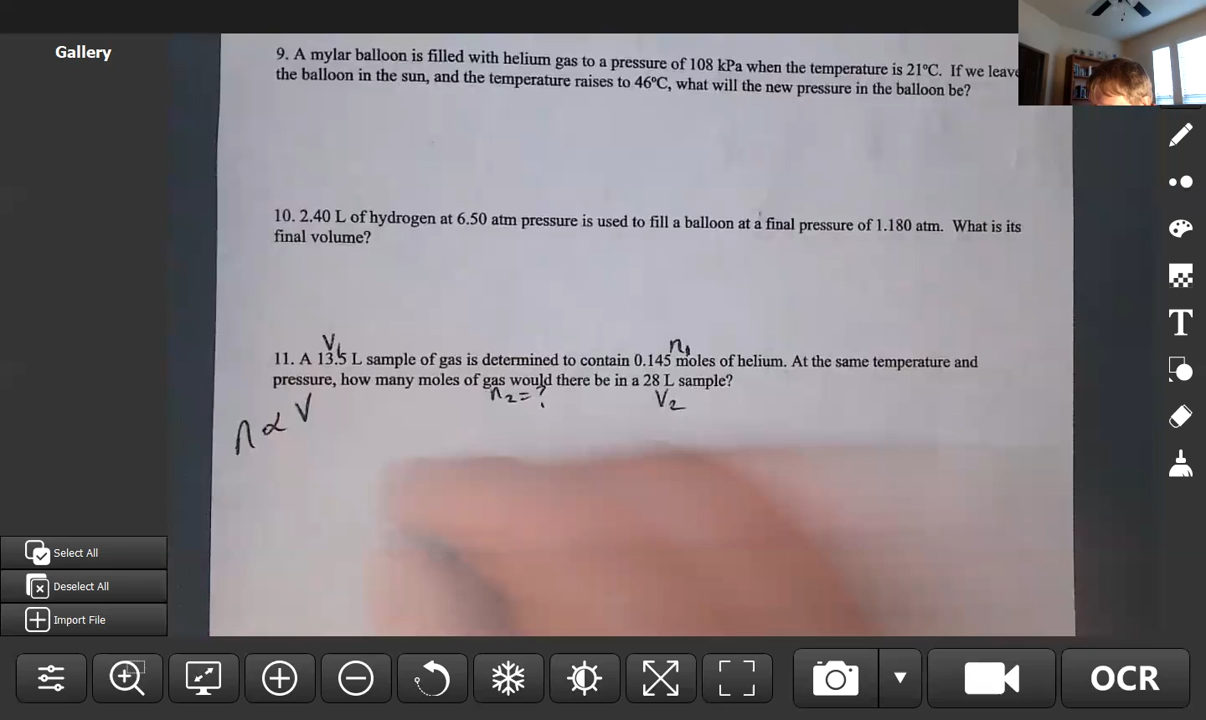 Gallery
9. A mylar balloon is filled with helium gas to a pressure of 108 kPa when the temperature is 21°C. If we leave
the balloon in the sun, and the temperature raises to 46°C, what will the new pressure in the balloon be?
10. 2.40 L of hydrogen at 6.50 atm pressure is used to fill a balloon at a final pressure of 1.180 atm. What is its
final volume?
V₁ n₁
11. A 13.5 L sample of gas is determined to contain 0.145 moles of helium. At the same temperature and
pressure, how many moles of gas would there be in a 28 L sample?
n₂=? V₂
n ∝ V
Select All
Deselect All
Import File
T
OCR